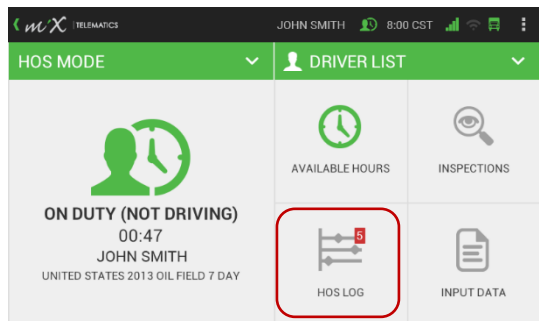 MiX TELEMATICS JOHN SMITH 8:00 CST
HOS MODE
ON DUTY (NOT DRIVING)
00:47
JOHN SMITH
UNITED STATES 2013 OIL FIELD 7 DAY
DRIVER LIST
AVAILABLE HOURS
INSPECTIONS
5
HOS LOG
INPUT DATA